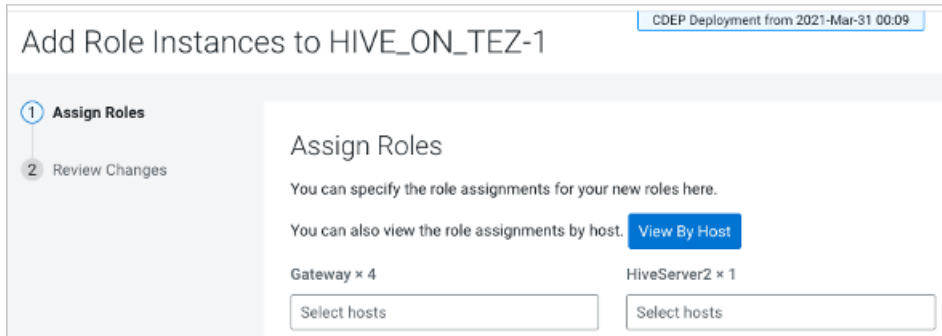 CDEP Deployment from 2021-Mar-31 00:09
Add Role Instances to HIVE_ON_TEZ-1
1 Assign Roles
2 Review Changes
Assign Roles
You can specify the role assignments for your new roles here.
You can also view the role assignments by host. View By Host
Gateway × 4 HiveServer2 × 1
Select hosts Select hosts